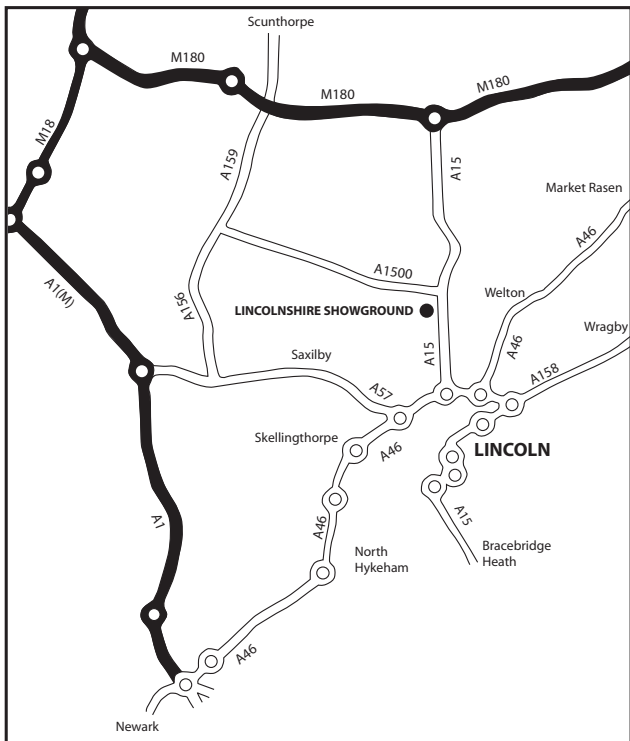 Scunthorpe
M180
M180
M180
M18
A159
A15
Market Rasen
A46
A1500
A1(M)
A156
LINCOLNSHIRE SHOWGROUND
Welton
Wragby
Saxilby
A15
A46
A158
A57
Skellingthorpe
A46
LINCOLN
A1
A46
A15
North
Hykeham
Bracebridge
Heath
A46
Newark